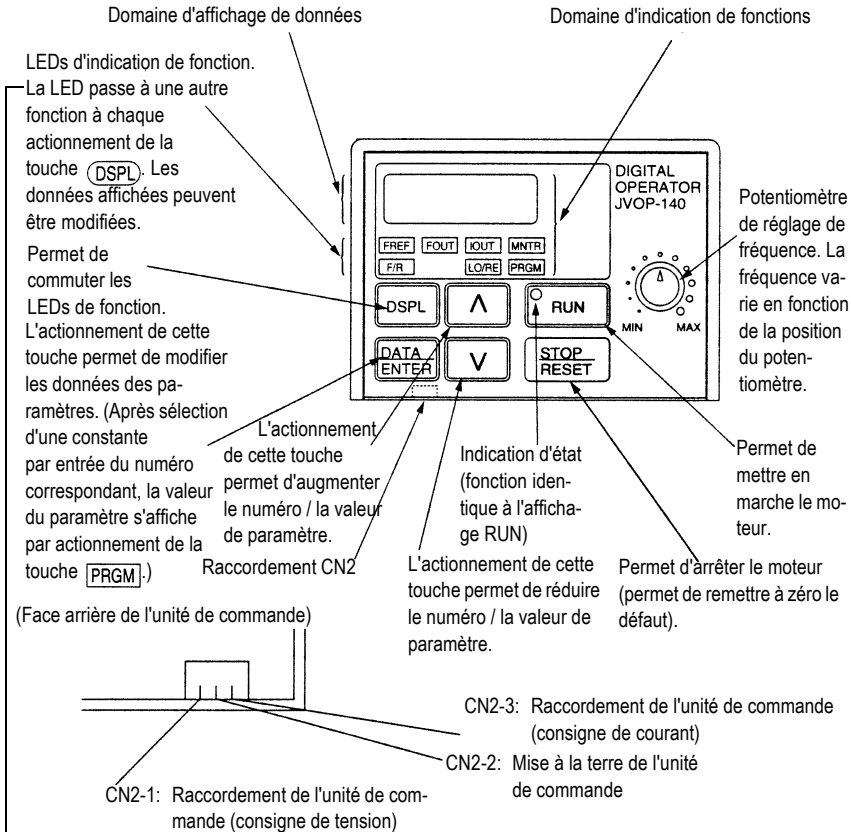 Domaine d'affichage de données
Domaine d'indication de fonctions
LEDs d'indication de fonction.
La LED passe à une autre
fonction à chaque
actionnement de la
touche DSPL. Les
données affichées peuvent
être modifiées.
Permet de
commuter les
LEDs de fonction.
L'actionnement de cette
touche permet de modifier
les données des pa-
ramètres. (Après sélection
d'une constante
par entrée du numéro
correspondant, la valeur
du paramètre s'affiche
par actionnement de la
touche PRGM.)
DIGITAL
OPERATOR
JVOP-140
FREF FOUT IOUT MNTR
F/R LO/RE PRGM
DSPL
Λ
RUN
MIN MAX
DATA
ENTER
V
STOP
RESET
Potentiomètre
de réglage de
fréquence. La
fréquence va-
rie en fonction
de la position
du poten-
tiomètre.
L'actionnement
de cette touche
permet d'augmenter
le numéro / la valeur
de paramètre.
Raccordement CN2
Indication d'état
(fonction iden-
tique à l'afficha-
ge RUN)
L'actionnement de cette
touche permet de réduire
le numéro / la valeur de
paramètre.
Permet de
mettre en
marche le mo-
teur.
Permet d'arrêter le moteur
(permet de remettre à zéro le
défaut).
(Face arrière de l'unité de commande)
CN2-3: Raccordement de l'unité de commande
(consigne de courant)
CN2-2: Mise à la terre de l'unité
de commande
CN2-1: Raccordement de l'unité de com-
mande (consigne de tension)